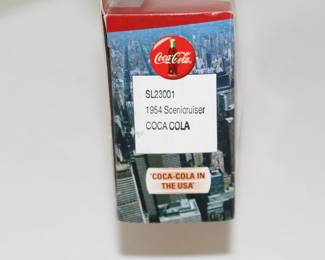 Coca-Cola
SL23001
1954 Scenicruiser
COCA COLA
'COCA-COLA IN
THE USA'